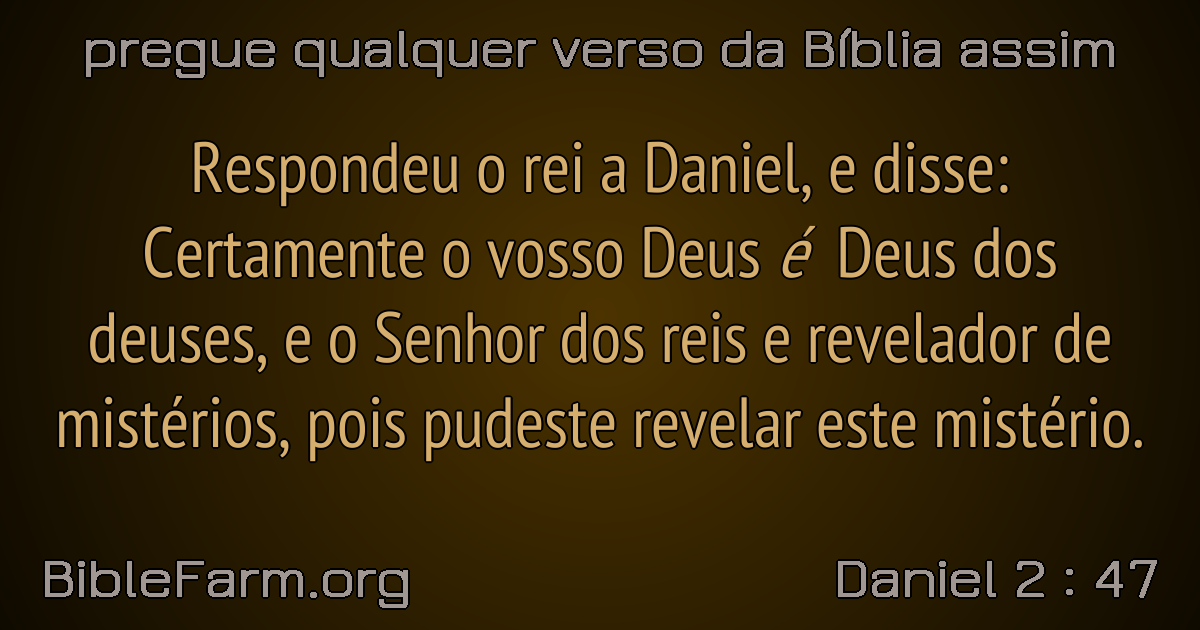 pregue qualquer verso da Bíblia assim
Respondeu o rei a Daniel, e disse:
Certamente o vosso Deus é Deus dos
deuses, e o Senhor dos reis e revelador de
mistérios, pois pudeste revelar este mistério.
BibleFarm.org
Daniel 2 : 47